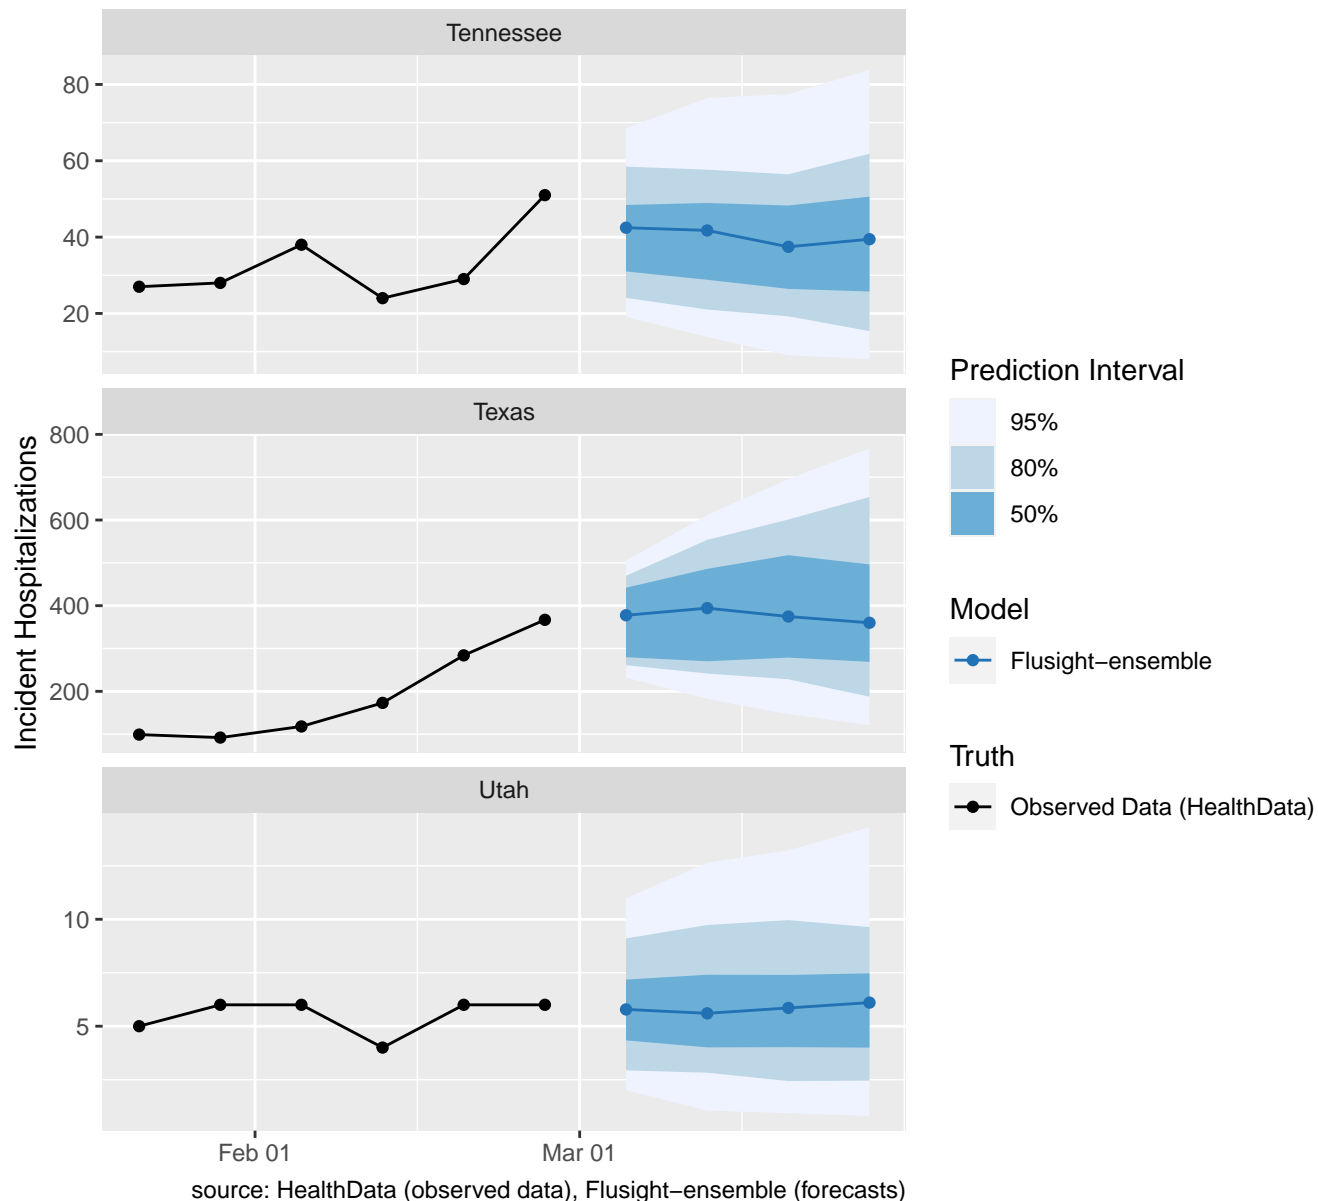 Tennessee
80
60
40
20
Texas
800
600
400
200
Utah
10
5
Feb 01
Mar 01
Incident Hospitalizations
source: HealthData (observed data), Flusight−ensemble (forecasts)
Prediction Interval
95%
80%
50%
Model
Flusight−ensemble
Truth
Observed Data (HealthData)